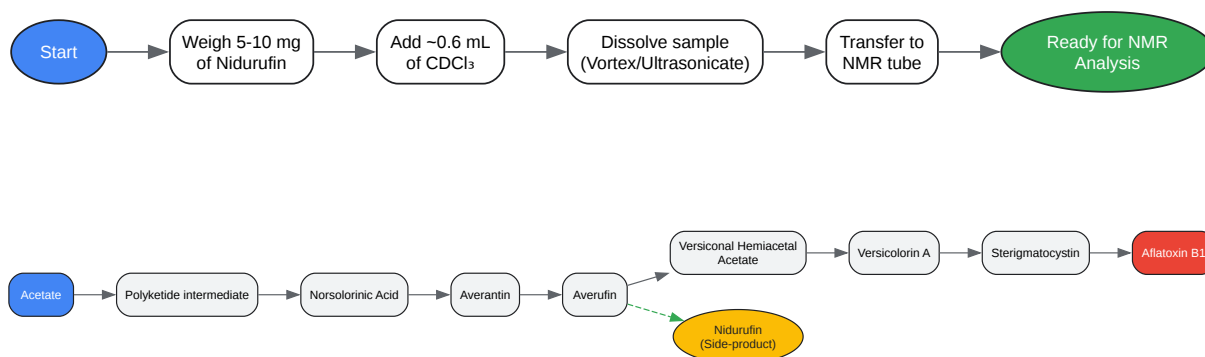 Start
Weigh 5-10 mg
of Nidurufin
Add ~0.6 mL
of CDCl₃
Dissolve sample
(Vortex/Ultrasonicate)
Transfer to
NMR tube
Ready for NMR
Analysis
Acetate
Polyketide intermediate
Norsolorinic Acid
Averantin
Averufin
Versiconal Hemiacetal
Acetate
Versicolorin A
Sterigmatocystin
Aflatoxin B1
Nidurufin
(Side-product)